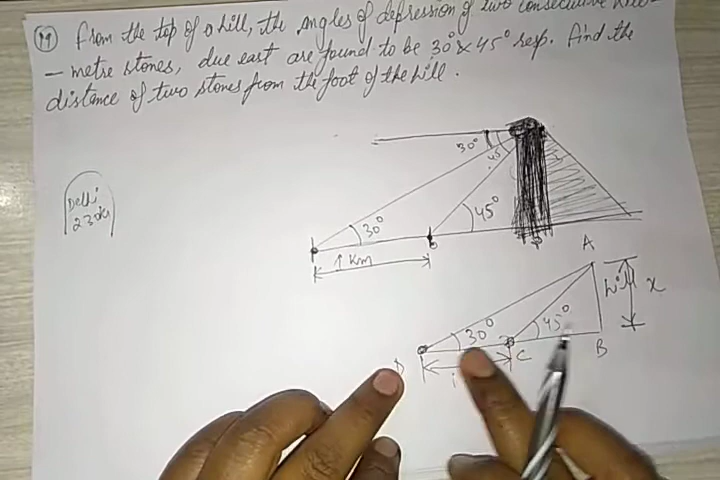 19 From the top of a hill, the angles of depression of two consecutive kilo-
-metre stones, due east are found to be 30° & 45° resp. Find the
distance of two stones from the foot of the hill.
Delhi
230
30°
45
30°
45°
1 Km
A
hill
x
30°
45°
C
B
D